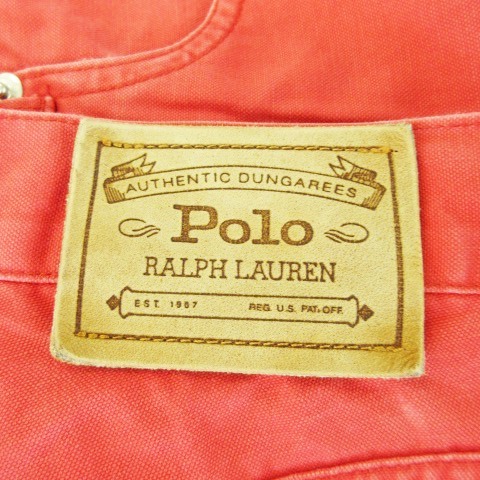 AUTHENTIC DUNGAREES
Polo
RALPH LAUREN
EST. 1967 REG. U.S. PAT. OFF.